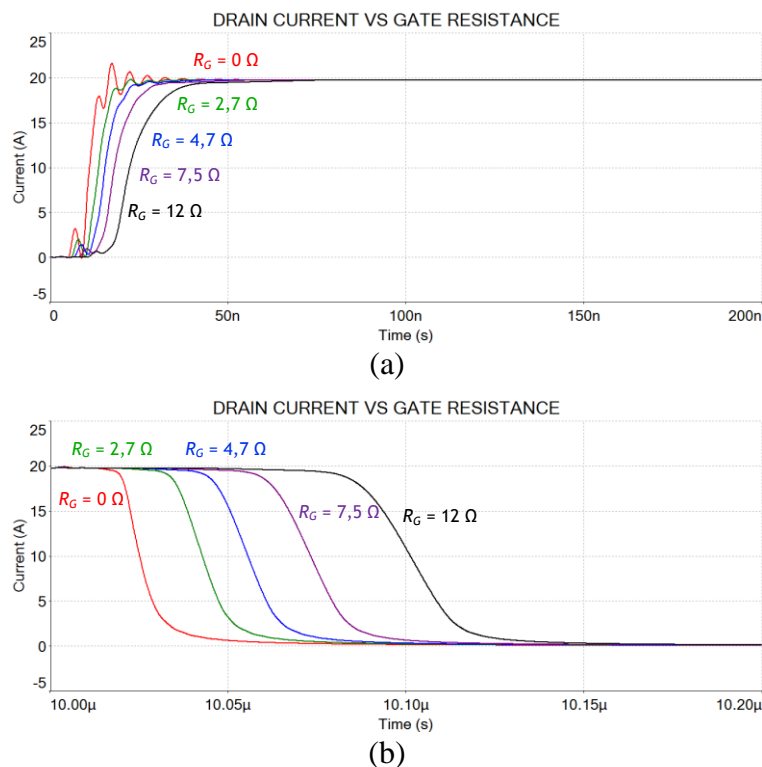 DRAIN CURRENT VS GATE RESISTANCE
25
20
15
10
5
0
-5
Current (A)
R_G = 0 Ω
R_G = 2,7 Ω
R_G = 4,7 Ω
R_G = 7,5 Ω
R_G = 12 Ω
0
50n
100n
150n
200n
Time (s)
(a)
DRAIN CURRENT VS GATE RESISTANCE
25
20
15
10
5
0
-5
Current (A)
R_G = 2,7 Ω
R_G = 4,7 Ω
R_G = 0 Ω
R_G = 7,5 Ω
R_G = 12 Ω
10.00µ
10.05µ
10.10µ
10.15µ
10.20µ
Time (s)
(b)